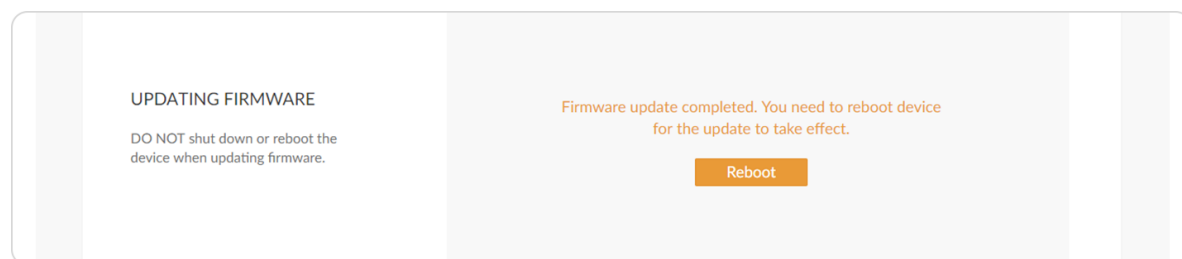 UPDATING FIRMWARE
DO NOT shut down or reboot the
device when updating firmware.
Firmware update completed. You need to reboot device
for the update to take effect.
Reboot